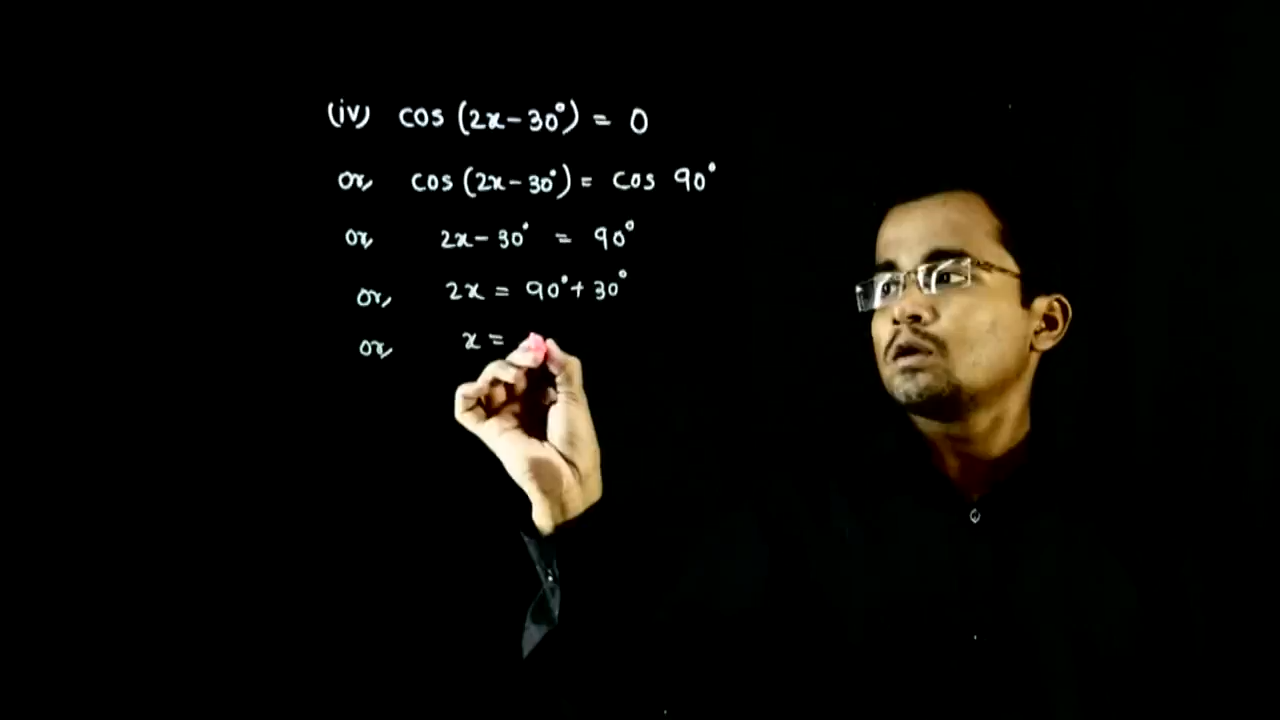 (iv) cos (2x - 30°) = 0
or, cos (2x - 30°) = cos 90°
or, 2x - 30° = 90°
or, 2x = 90° + 30°
or, x =